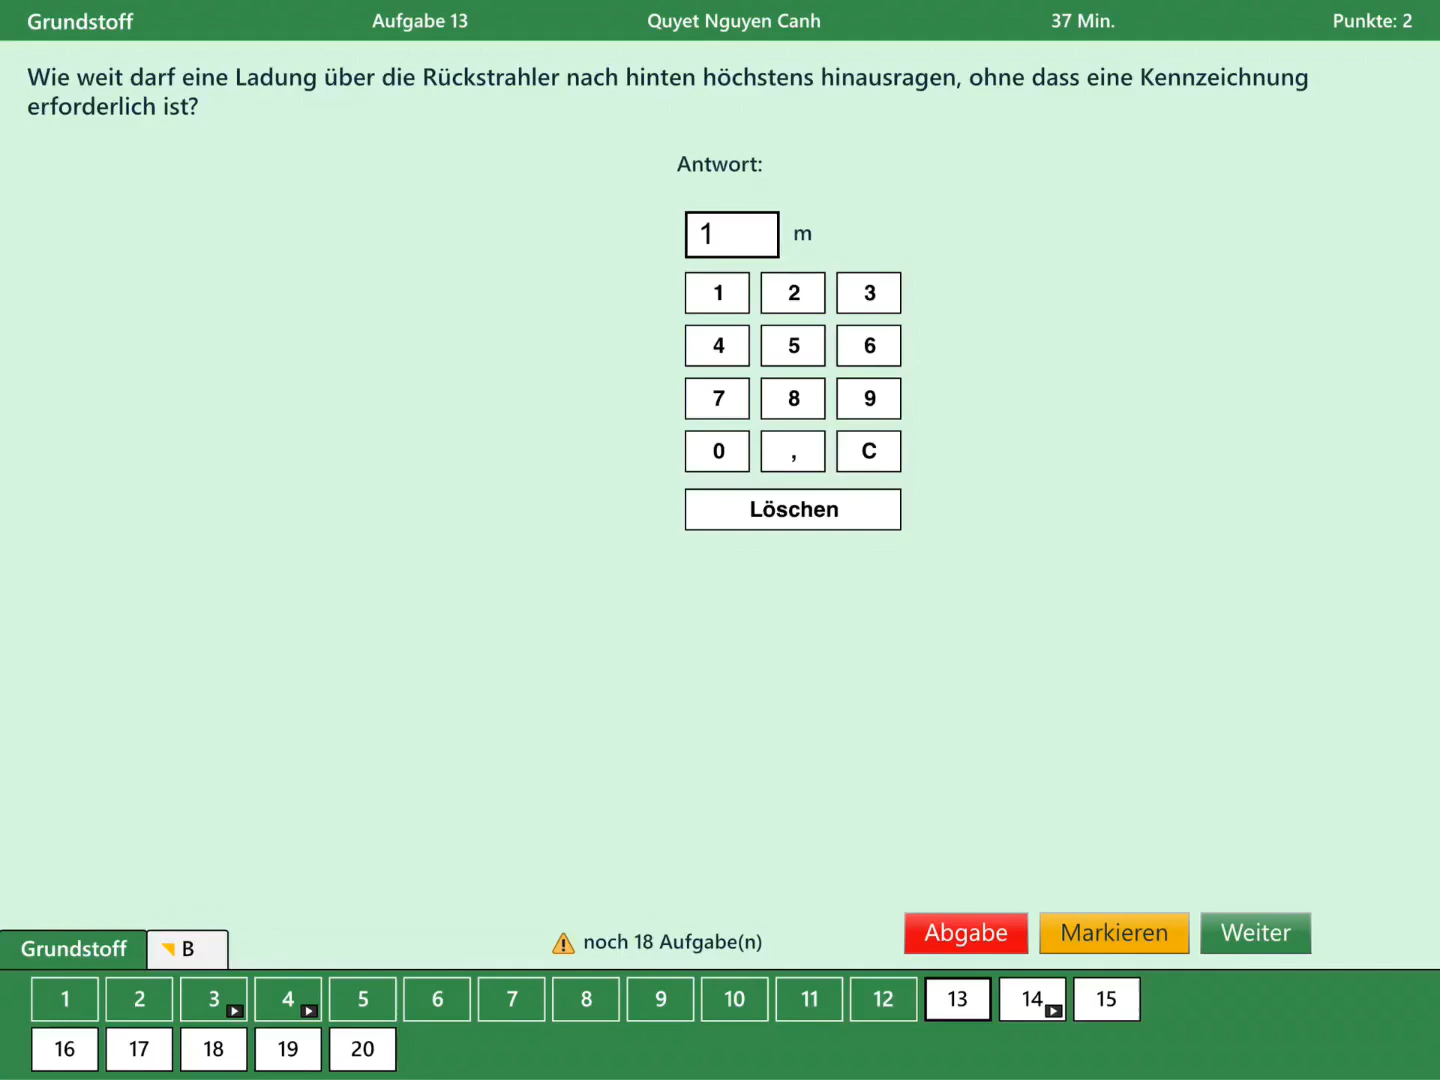 Grundstoff Aufgabe 13 Quyet Nguyen Canh 37 Min. Punkte: 2
Wie weit darf eine Ladung über die Rückstrahler nach hinten höchstens hinausragen, ohne dass eine Kennzeichnung
erforderlich ist?
Antwort:
1 m
1 2 3
4 5 6
7 8 9
0 , C
Löschen
Grundstoff B noch 18 Aufgabe(n) Abgabe Markieren Weiter
1 2 3 4 5 6 7 8 9 10 11 12 13 14 15
16 17 18 19 20